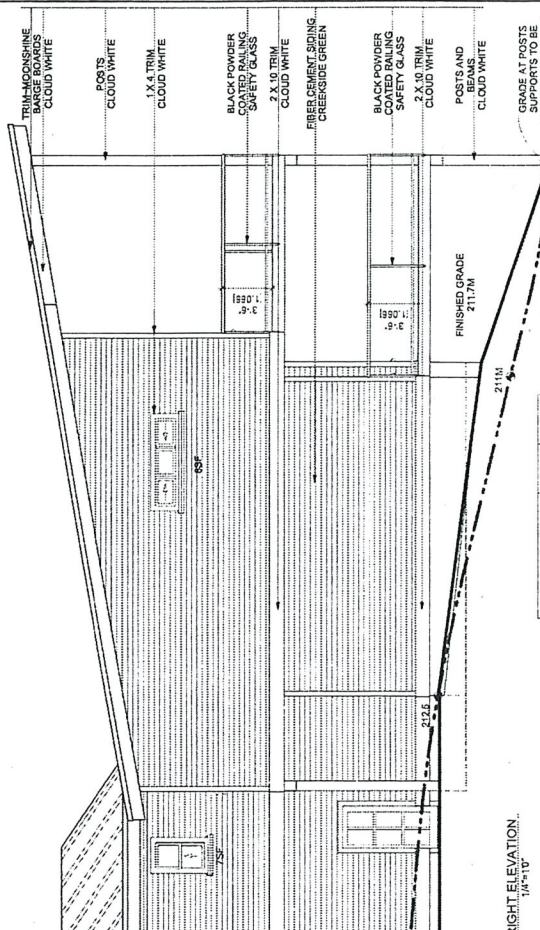 TRIM-MOONSHINE
BARGE BOARDS
CLOUD WHITE
POSTS
CLOUD WHITE
1 X 4 TRIM
CLOUD WHITE
BLACK POWDER
COATED RAILING
SAFETY GLASS
2 X 10 TRIM
CLOUD WHITE
FIBER CEMENT SIDING
CREEKSIDE GREEN
BLACK POWDER
COATED RAILING
SAFETY GLASS
2 X 10 TRIM
CLOUD WHITE
POSTS AND
BEAMS
CLOUD WHITE
GRADE AT POSTS
SUPPORTS TO BE
3'-6"
[1.066]
3'-6"
[1.066]
FINISHED GRADE
211.7M
211M
212.5
RIGHT ELEVATION
1/4"=1'0"